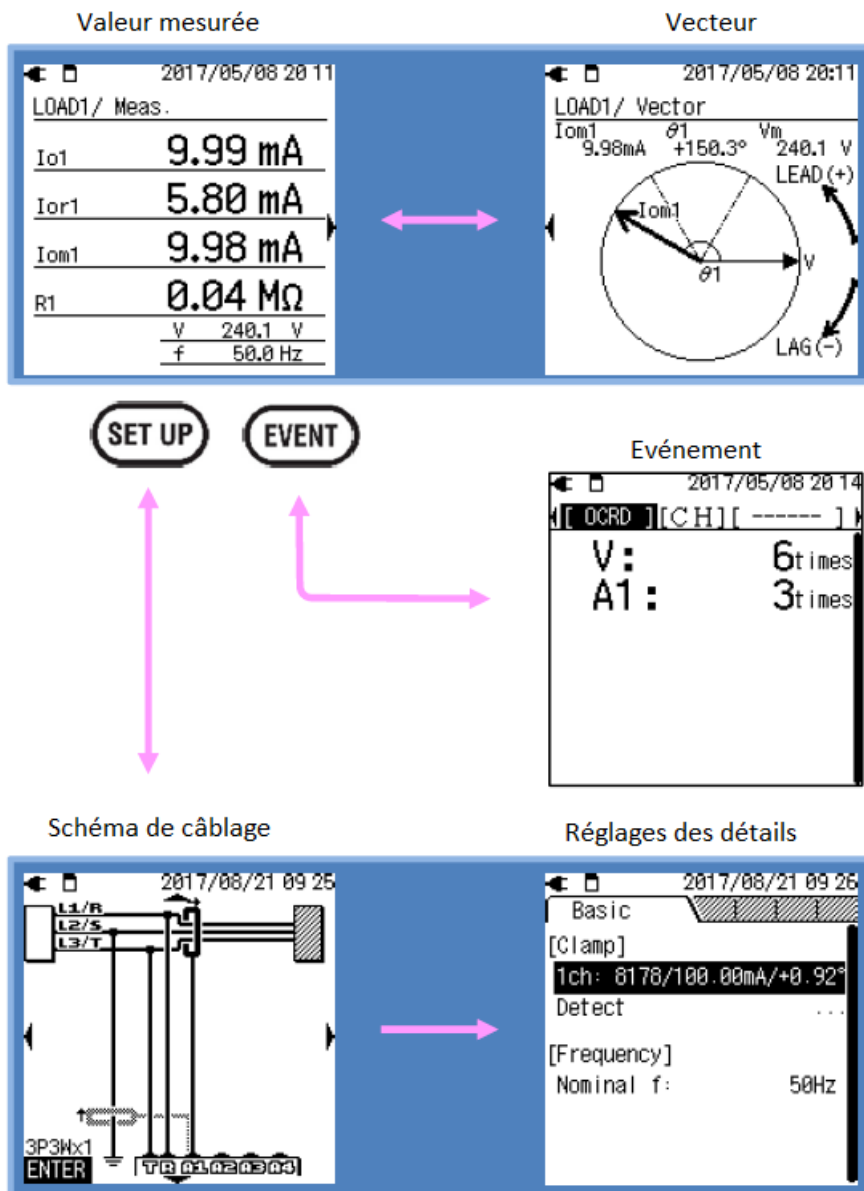 Valeur mesurée
2017/05/08 20 11
LOAD1/ Meas.
Io1 9.99 mA
Ior1 5.80 mA
Iom1 9.98 mA
R1 0.04 MΩ
V 240.1 V
f 50.0 Hz
Vecteur
2017/05/08 20:11
LOAD1/ Vector
Iom1 θ1 Vm
9.98mA +150.3° 240.1 V
LEAD(+)
Iom1
V
θ1
LAG(-)
SET UP
EVENT
Evénement
2017/05/08 20 14
[ OCRD ][CH][ ------ ]
V: 6times
A1: 3times
Schéma de câblage
2017/08/21 09 25
L1/R
L2/S
L3/T
3P3Wx1
ENTER
T R A1 A2 A3 A4
Réglages des détails
2017/08/21 09 26
Basic
[Clamp]
1ch: 8178/100.00mA/+0.92°
Detect ...
[Frequency]
Nominal f: 50Hz